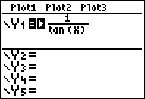 Plot1 Plot2 Plot3
\Y1=1/tan(X)
\Y2=
\Y3=
\Y4=
\Y5=